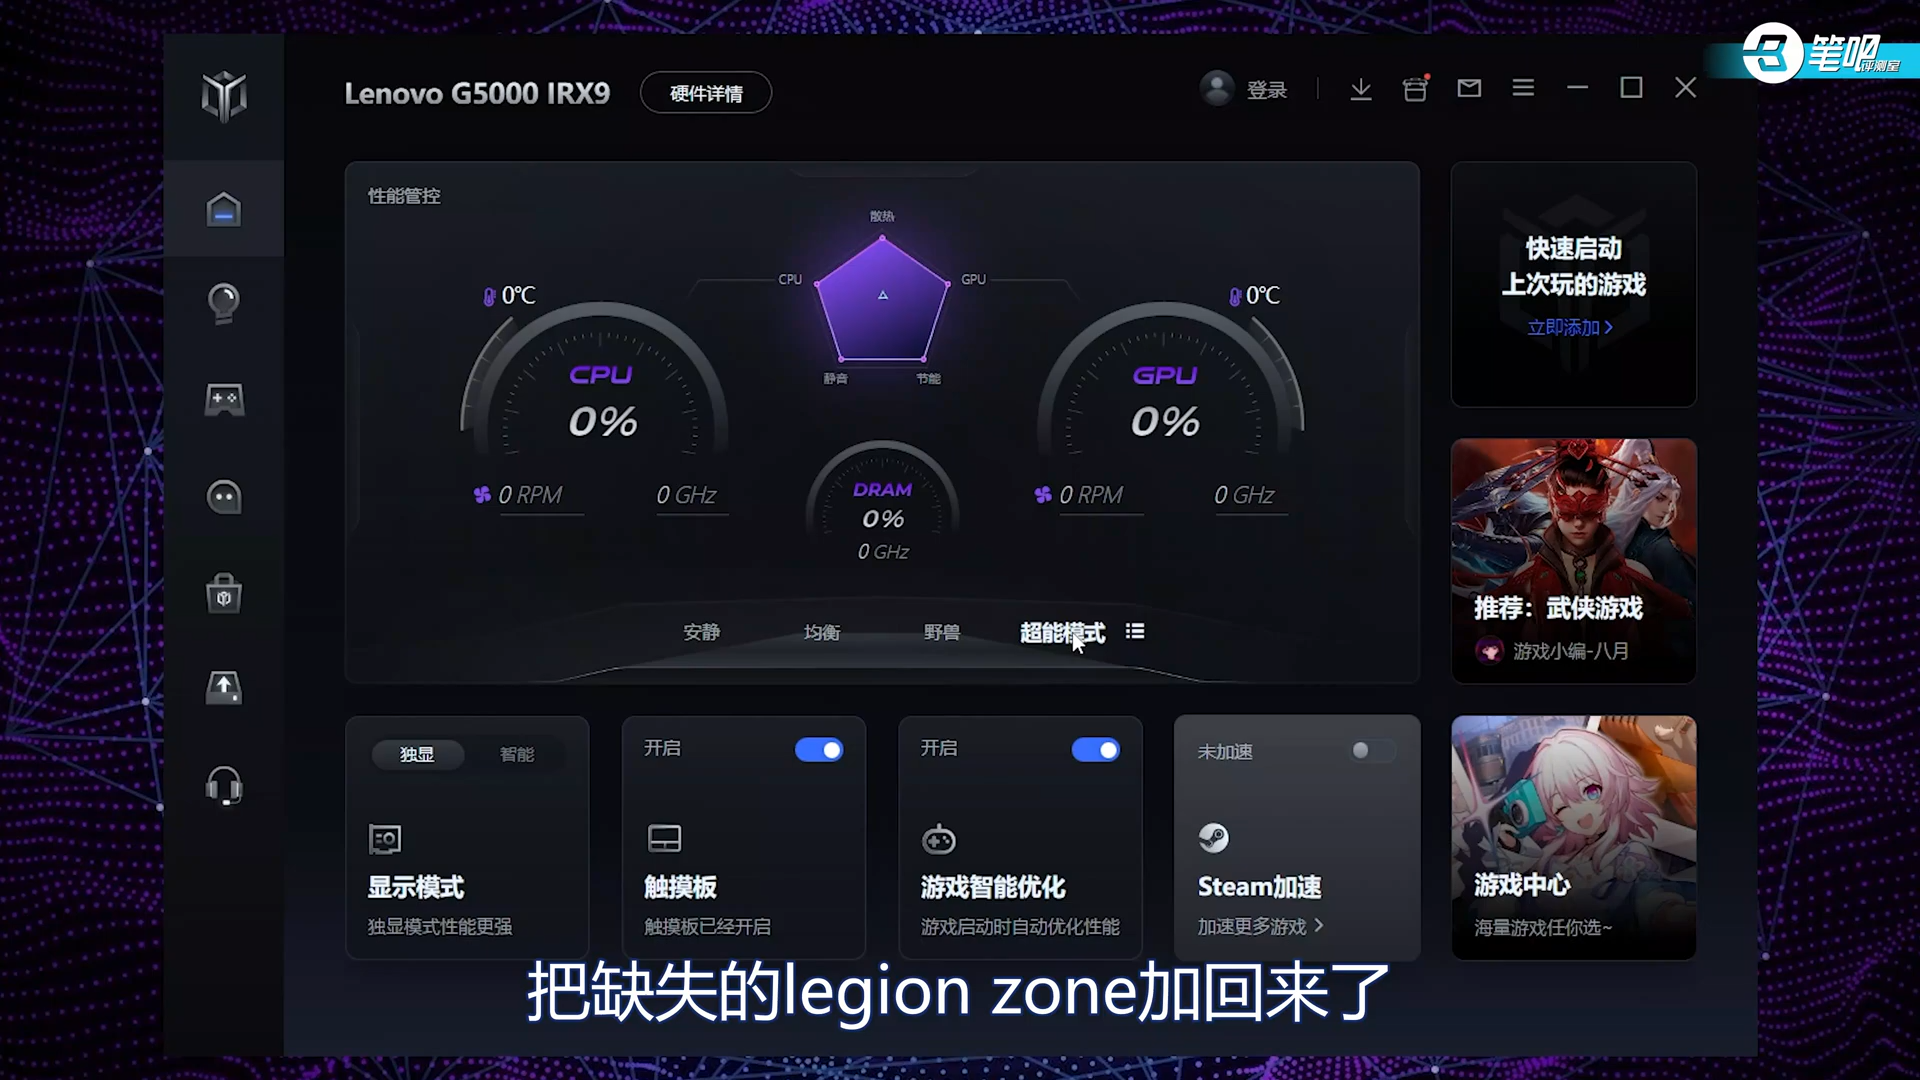 笔吧评测室
Lenovo G5000 IRX9
硬件详情
登录
性能管控
散热
CPU
GPU
静音
节能
0℃
CPU
0%
0 RPM
0 GHz
0℃
GPU
0%
0 RPM
0 GHz
DRAM
0%
0 GHz
安静
均衡
野兽
超能模式
快速启动
上次玩的游戏
立即添加>
推荐：武侠游戏
游戏小编-八月
独显
智能
显示模式
独显模式性能更强
开启
触摸板
触摸板已经开启
开启
游戏智能优化
游戏启动时自动优化性能
未加速
Steam加速
加速更多游戏>
游戏中心
海量游戏任你选~
把缺失的legion zone加回来了